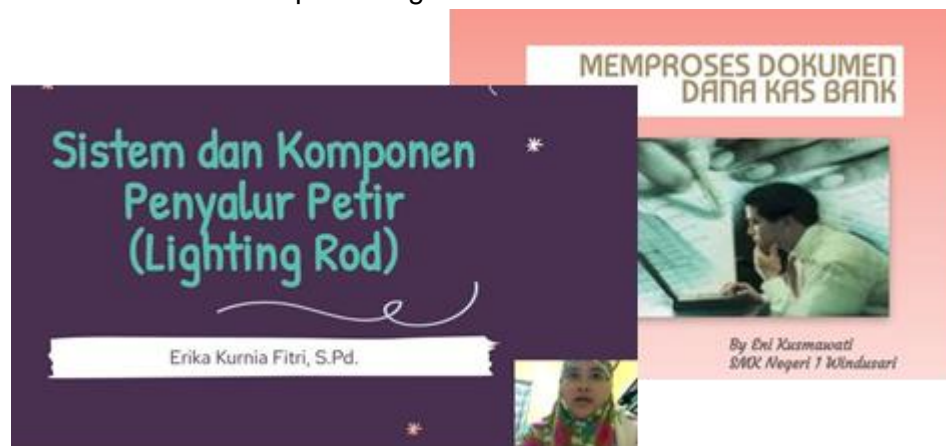 MEMPROSES DOKUMEN
DANA KAS BANK
Sistem dan Komponen
Penyalur Petir
(Lighting Rod)
Erika Kurnia Fitri, S.Pd.
By Eni Kusmawati
SMK Negeri 1 Windusari